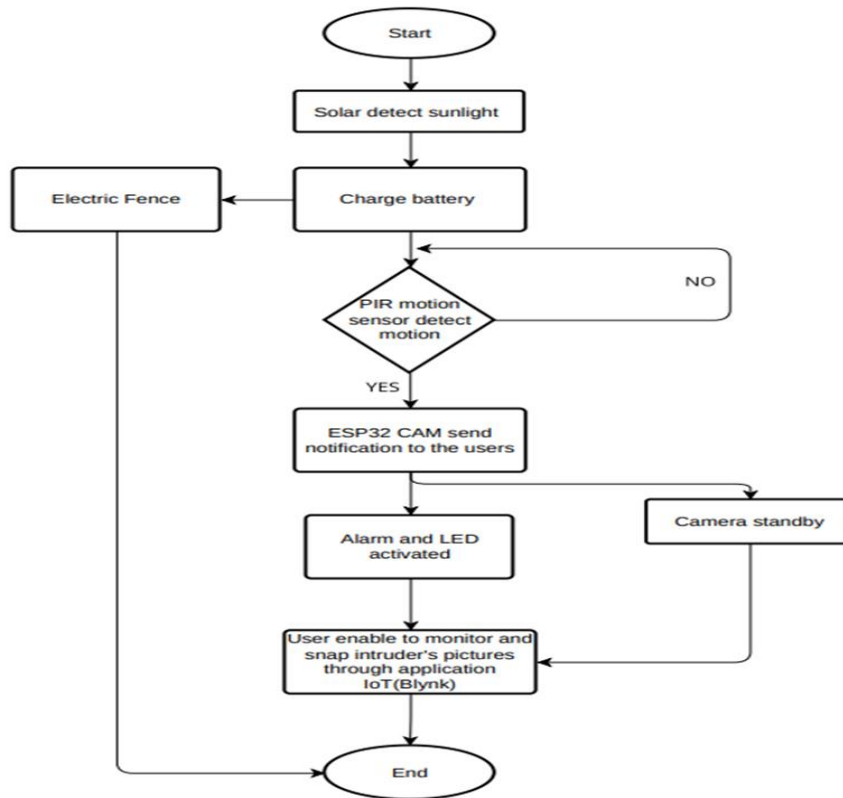 Start
Solar detect sunlight
Electric Fence
Charge battery
NO
PIR motion
sensor detect
motion
YES
ESP32 CAM send
notification to the users
Camera standby
Alarm and LED
activated
User enable to monitor and
snap intruder's pictures
through application
IoT(Blynk)
End